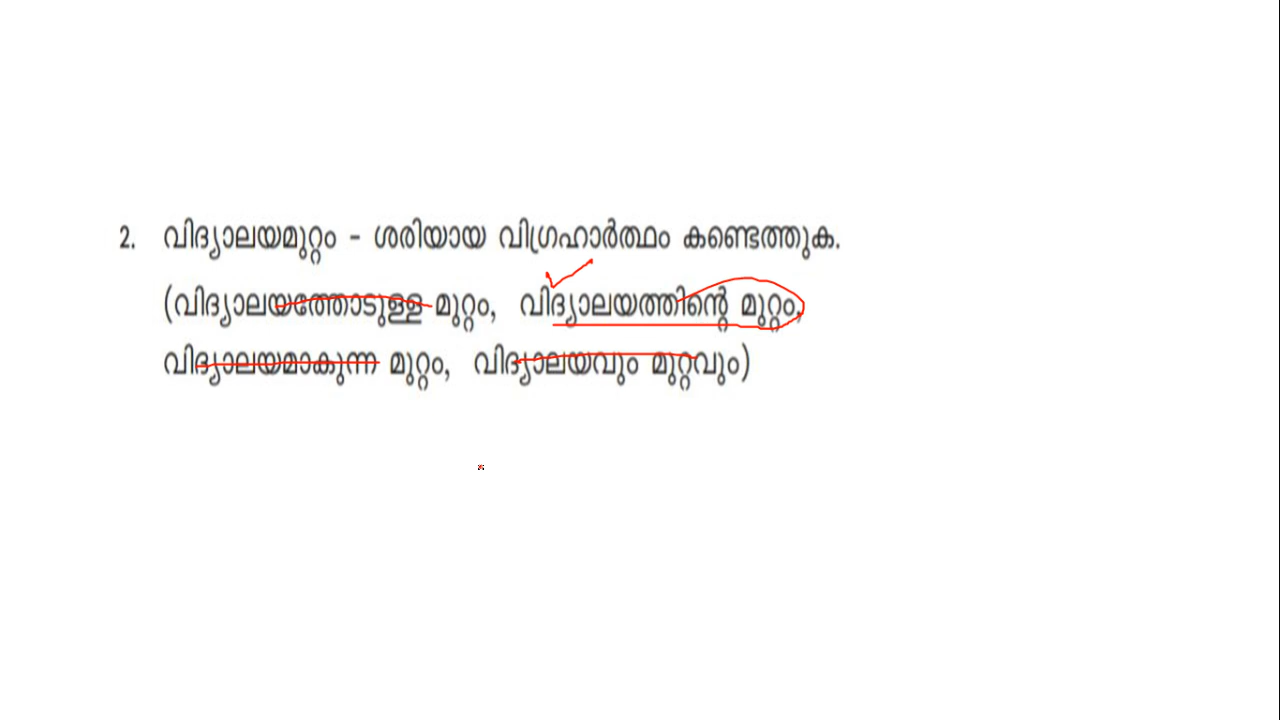 2. വിദ്യാലയമുറ്റം - ശരിയായ വിഗ്രഹാർത്ഥം കണ്ടെത്തുക.
(വിദ്യാലയത്തോടുള്ള മുറ്റം, വിദ്യാലയത്തിന്റെ മുറ്റം,
വിദ്യാലയമാകുന്ന മുറ്റം, വിദ്യാലയവും മുറ്റവും)